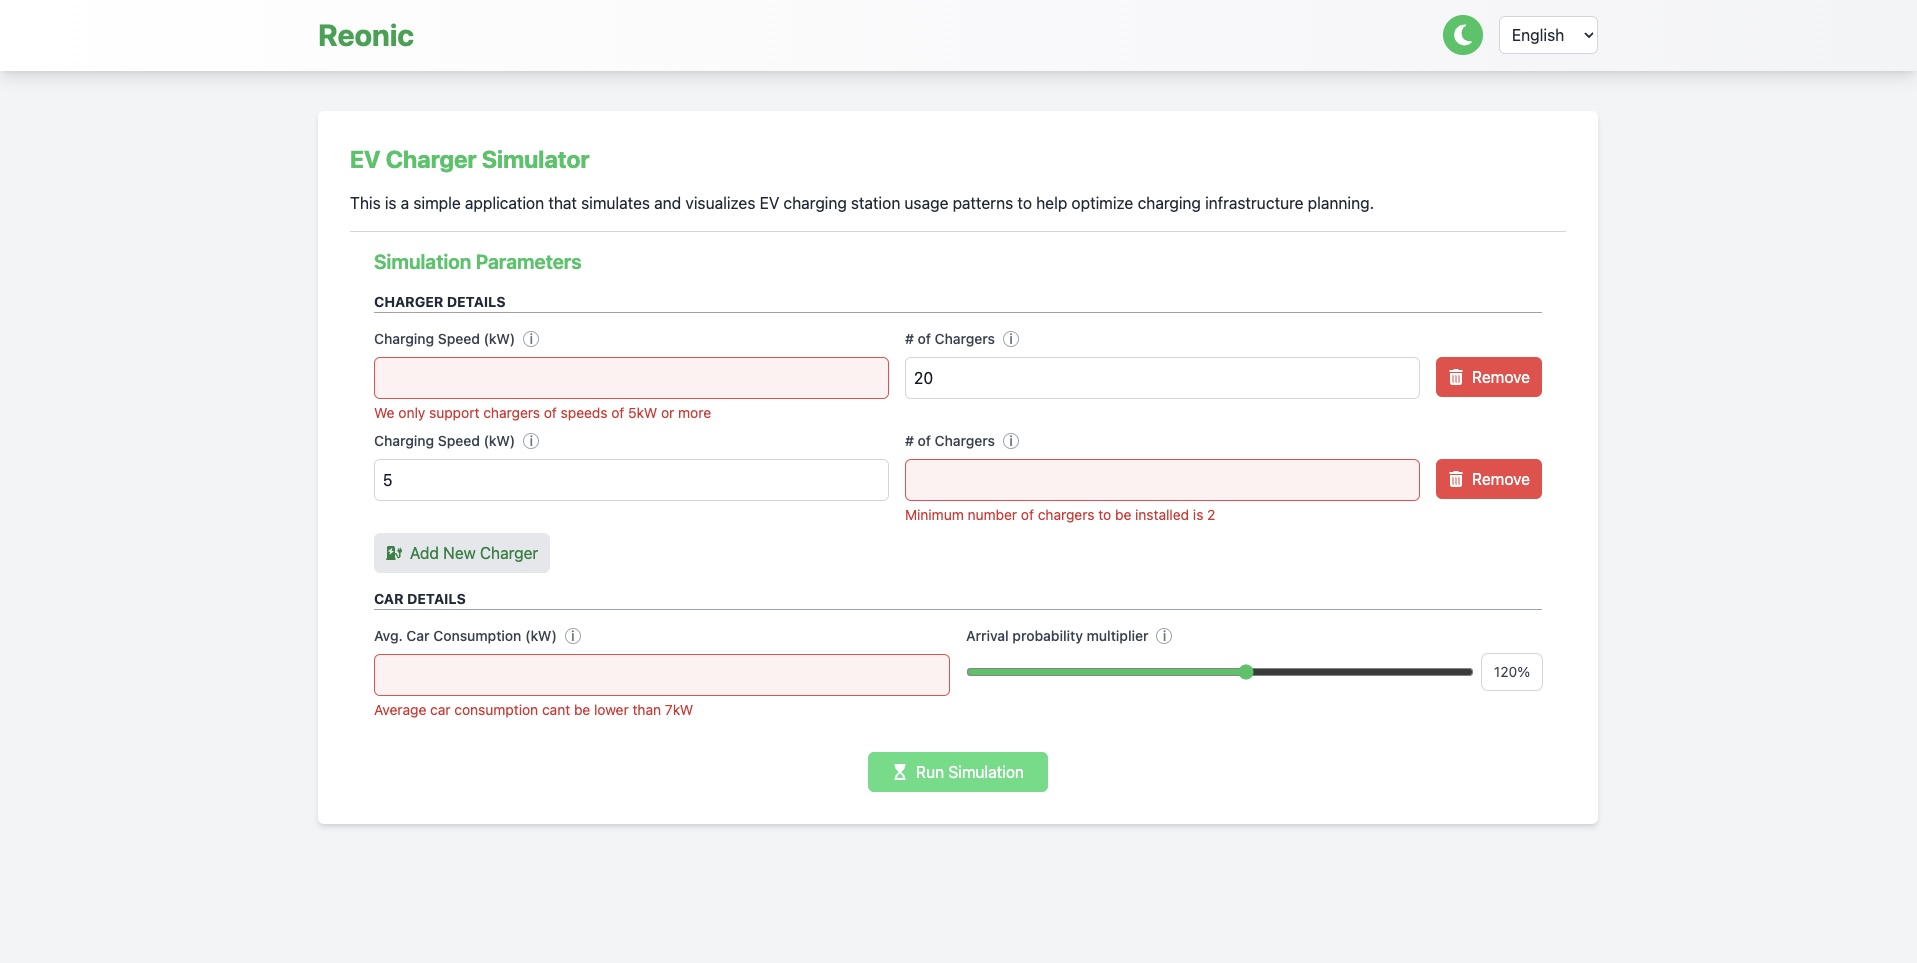 Reonic
English
EV Charger Simulator
This is a simple application that simulates and visualizes EV charging station usage patterns to help optimize charging infrastructure planning.
Simulation Parameters
CHARGER DETAILS
Charging Speed (kW)
# of Chargers
20
Remove
We only support chargers of speeds of 5kW or more
Charging Speed (kW)
# of Chargers
5
Remove
Minimum number of chargers to be installed is 2
Add New Charger
CAR DETAILS
Avg. Car Consumption (kW)
Arrival probability multiplier
120%
Average car consumption cant be lower than 7kW
Run Simulation